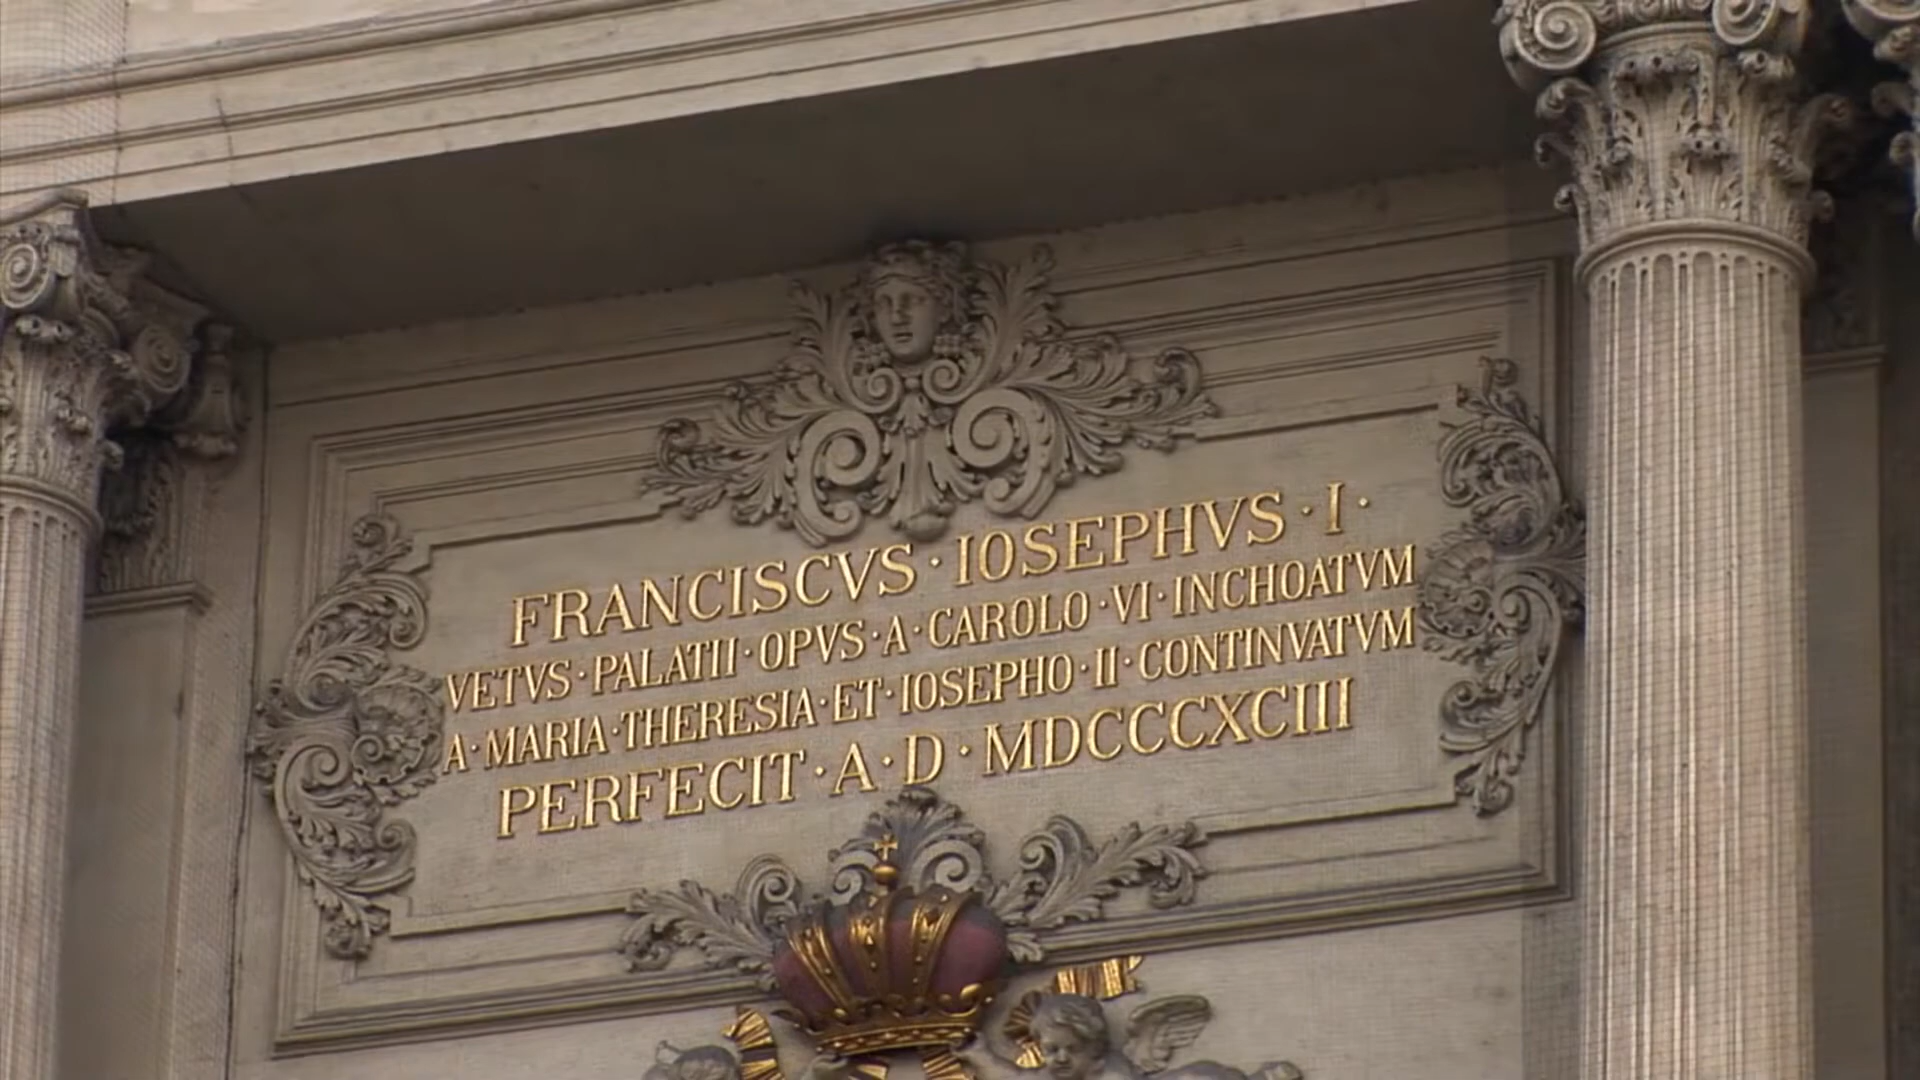 FRANCISCVS · IOSEPHVS · I ·
VETVS · PALATII · OPVS · A · CAROLO · VI · INCHOATVM
A · MARIA · THERESIA · ET · IOSEPHO · II · CONTINVATVM
PERFECIT · A · D · MDCCCXCIII